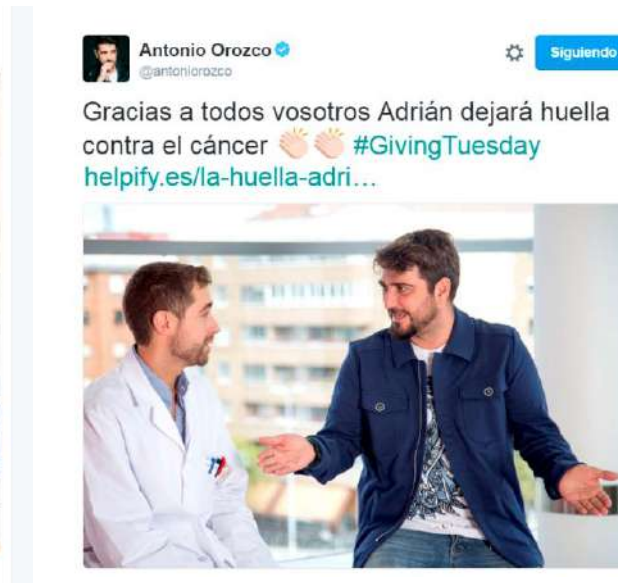 Antonio Orozco
@antoniorozco
Siguiendo
Gracias a todos vosotros Adrián dejará huella
contra el cáncer 👏👏 #GivingTuesday
helpify.es/la-huella-adri…